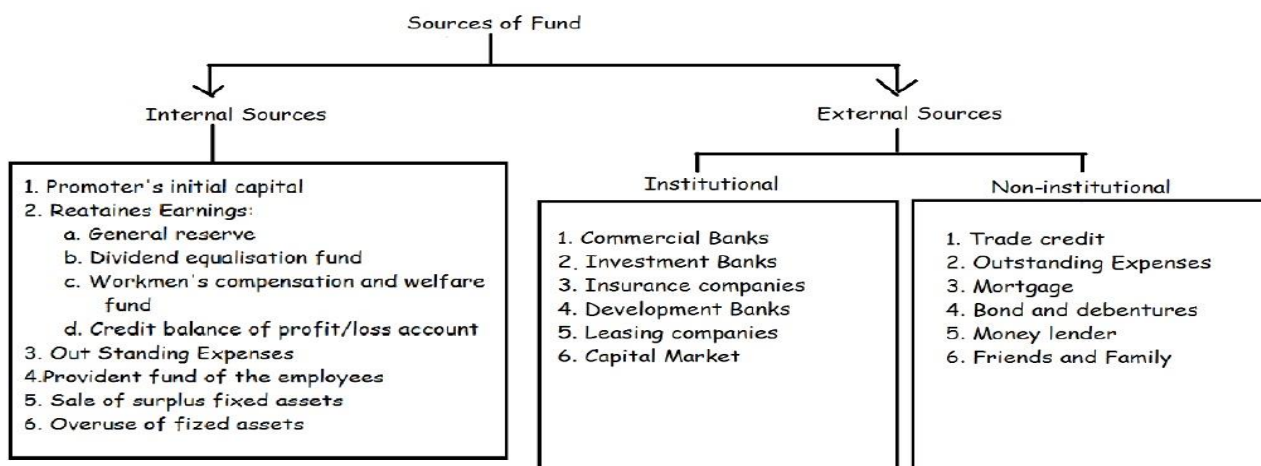 Sources of Fund
Internal Sources
1. Promoter's initial capital
2. Reataines Earnings:
a. General reserve
b. Dividend equalisation fund
c. Workmen's compensation and welfare
fund
d. Credit balance of profit/loss account
3. Out Standing Expenses
4.Provident fund of the employees
5. Sale of surplus fixed assets
6. Overuse of fized assets
External Sources
Institutional
1. Commercial Banks
2. Investment Banks
3. Insurance companies
4. Development Banks
5. Leasing companies
6. Capital Market
Non-institutional
1. Trade credit
2. Outstanding Expenses
3. Mortgage
4. Bond and debentures
5. Money lender
6. Friends and Family